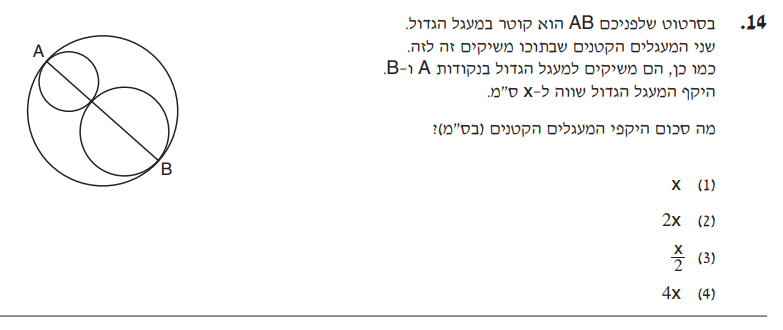 .14 בסרטוט שלפניכם AB הוא קוטר במעגל הגדול.
שני המעגלים הקטנים שבתוכו משיקים זה לזה.
כמו כן, הם משיקים למעגל הגדול בנקודות A ו-B.
היקף המעגל הגדול שווה ל-x ס"מ.
מה סכום היקפי המעגלים הקטנים (בס"מ)?
(1) x
(2) 2x
(3) x/2
(4) 4x
A
B